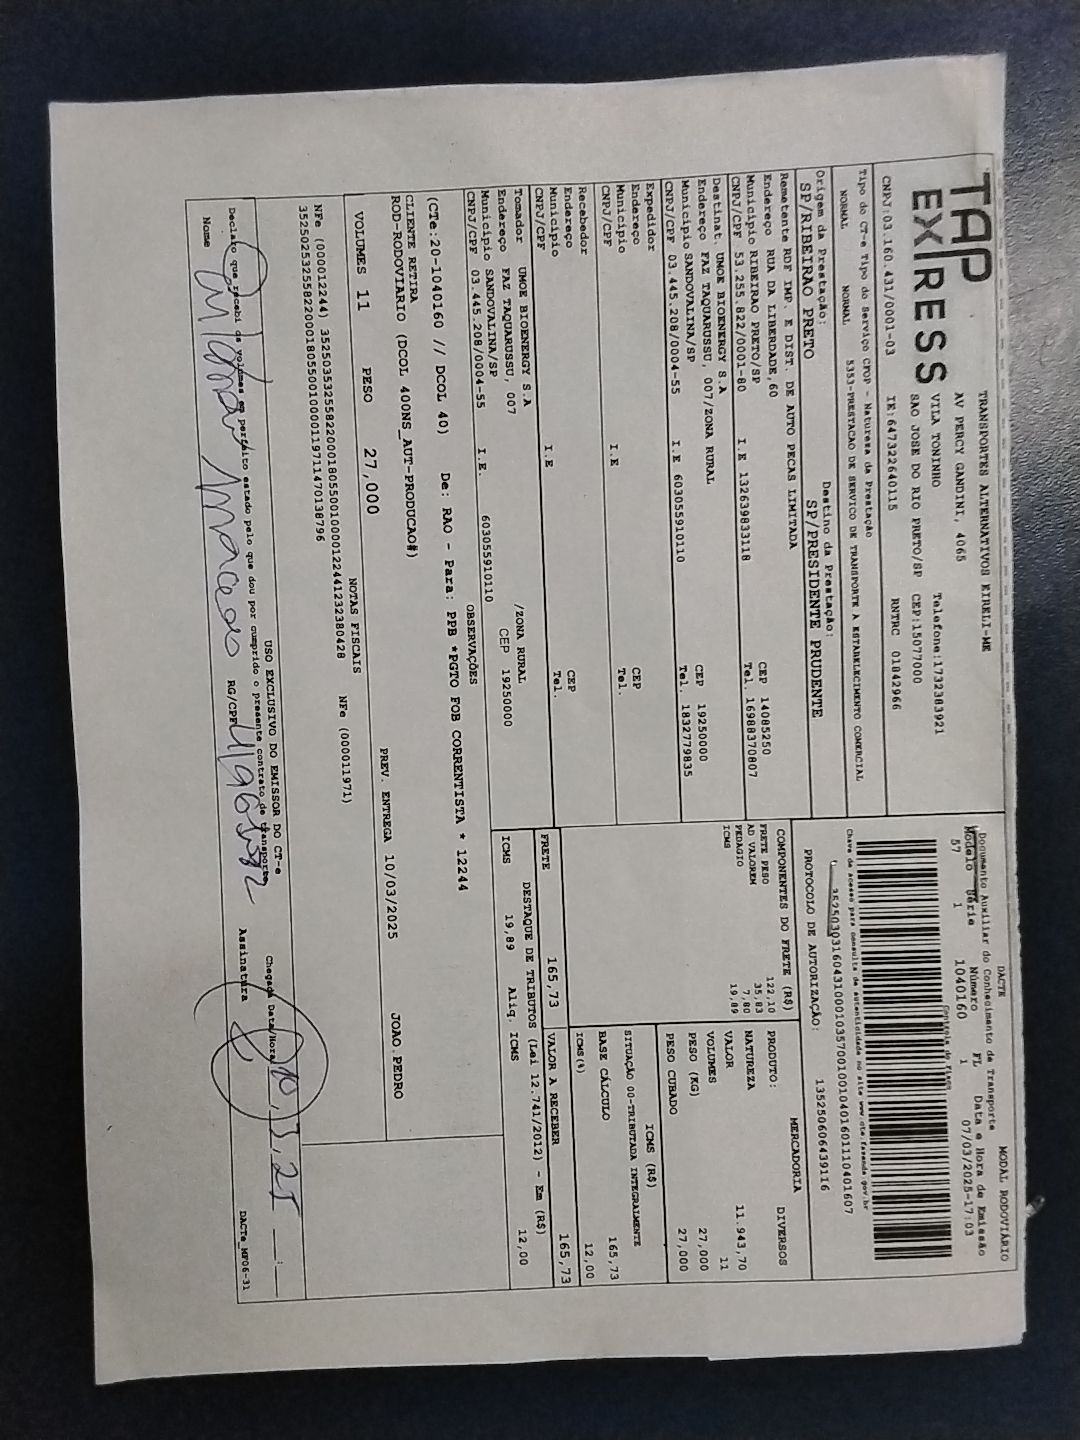 TAP
EXPRESS
TRANSPORTES ALTERNATIVOS EIRELI-ME
AV PERCY GANDINI, 4065 Telefone:1732383921
VILA TONINHO
SAO JOSE DO RIO PRETO/SP CEP:15077000
CNPJ:03.160.431/0001-03 IE:647322640115 RNTRC 01842966
Tipo do CT-e Tipo do Serviço CFOP - Natureza da Prestação
NORMAL NORMAL 5353-PRESTACAO DE SERVICO DE TRANSPORTE A ESTABELECIMENTO COMERCIAL
Origem da Prestação: Destino da Prestação:
SP/RIBEIRAO PRETO SP/PRESIDENTE PRUDENTE
Remetente RDF IMP. E DIST. DE AUTO PECAS LIMITADA
Endereço RUA DA LIBERDADE,60 CEP 14085250
Município RIBEIRAO PRETO/SP Tel. 16988370807
CNPJ/CPF 53.255.822/0001-80 I.E 132639833118
Destinat. UMOE BIOENERGY S.A
Endereço FAZ TAQUARUSSU, 007/ZONA RURAL CEP 19250000
Município SANDOVALINA/SP Tel. 1832779835
CNPJ/CPF 03.445.208/0004-55 I.E 603055910110
Expedidor
Endereço CEP
Município Tel.
CNPJ/CPF I.E
Recebedor
Endereço CEP
Município Tel.
CNPJ/CPF I.E
Tomador UMOE BIOENERGY S.A
Endereço FAZ TAQUARUSSU, 007 /ZONA RURAL
Município SANDOVALINA/SP CEP 19250000
CNPJ/CPF 03.445.208/0004-55 I.E. 603055910110
DACTE MODAL RODOVIÁRIO
Documento Auxiliar do Conhecimento de Transporte
Modelo Série Número FL Data e Hora de Emissão
57 1 1040160 1 07/03/2025-17:03
Controle do Fisco
Chave de acesso para consulta de autenticidade no site www.cte.fazenda.gov.br
35250303160431000103570010010401601110401607
PROTOCOLO DE AUTORIZAÇÃO: 135250606439116
COMPONENTES DO FRETE (R$)
FRETE PESO 122,10
AD VALOREM 35,83
PEDAGIO 7,80
ICMS 19,89
MERCADORIA
PRODUTO: DIVERSOS
NATUREZA
VALOR 11.943,70
VOLUMES 11
PESO (KG) 27,000
PESO CUBADO 27,000
ICMS (R$)
SITUAÇÃO 00-TRIBUTADA INTEGRALMENTE
BASE CÁLCULO 165,73
ICMS(%) 12,00
FRETE 165,73 VALOR A RECEBER 165,73
DESTAQUE DE TRIBUTOS (Lei 12.741/2012) - Em (R$)
ICMS 19,89 Aliq. ICMS 12,00
OBSERVAÇÕES
(CTe:20-1040160 // DCOL 40) De: RAO - Para: PPB *PGTO FOB CORRENTISTA * 12244
CLIENTE RETIRA
ROD-RODOVIARIO (DCOL 400NS_AUT-PRODUCAO#)
VOLUMES 11 PESO 27,000 PREV. ENTREGA 10/03/2025 JOAO.PEDRO
NOTAS FISCAIS
NFe (000012244) 35250353255822000180550010000122441232380428 NFe (000011971)
35250253255822000180550010000119711470138796
USO EXCLUSIVO DO EMISSOR DO CT-e
Declaro que recebi os volumes em perfeito estado pelo que dou por cumprido o presente contrato de transporte.
Chegada Data/Hora 10, 3, 25
Nome RG/CPF Assinatura
DACTe_MF06-31